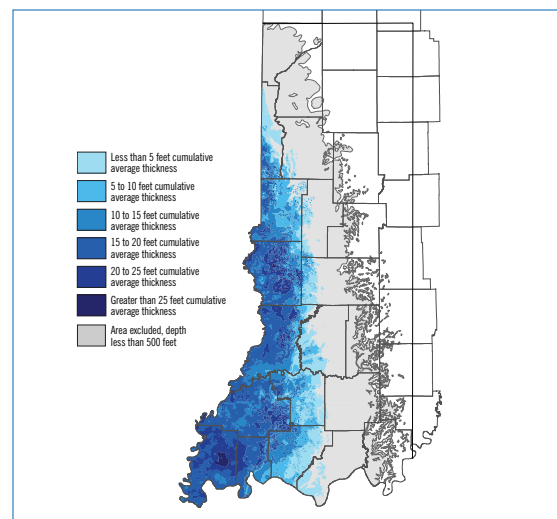 Less than 5 feet cumulative
average thickness
5 to 10 feet cumulative
average thickness
10 to 15 feet cumulative
average thickness
15 to 20 feet cumulative
average thickness
20 to 25 feet cumulative
average thickness
Greater than 25 feet cumulative
average thickness
Area excluded, depth
less than 500 feet